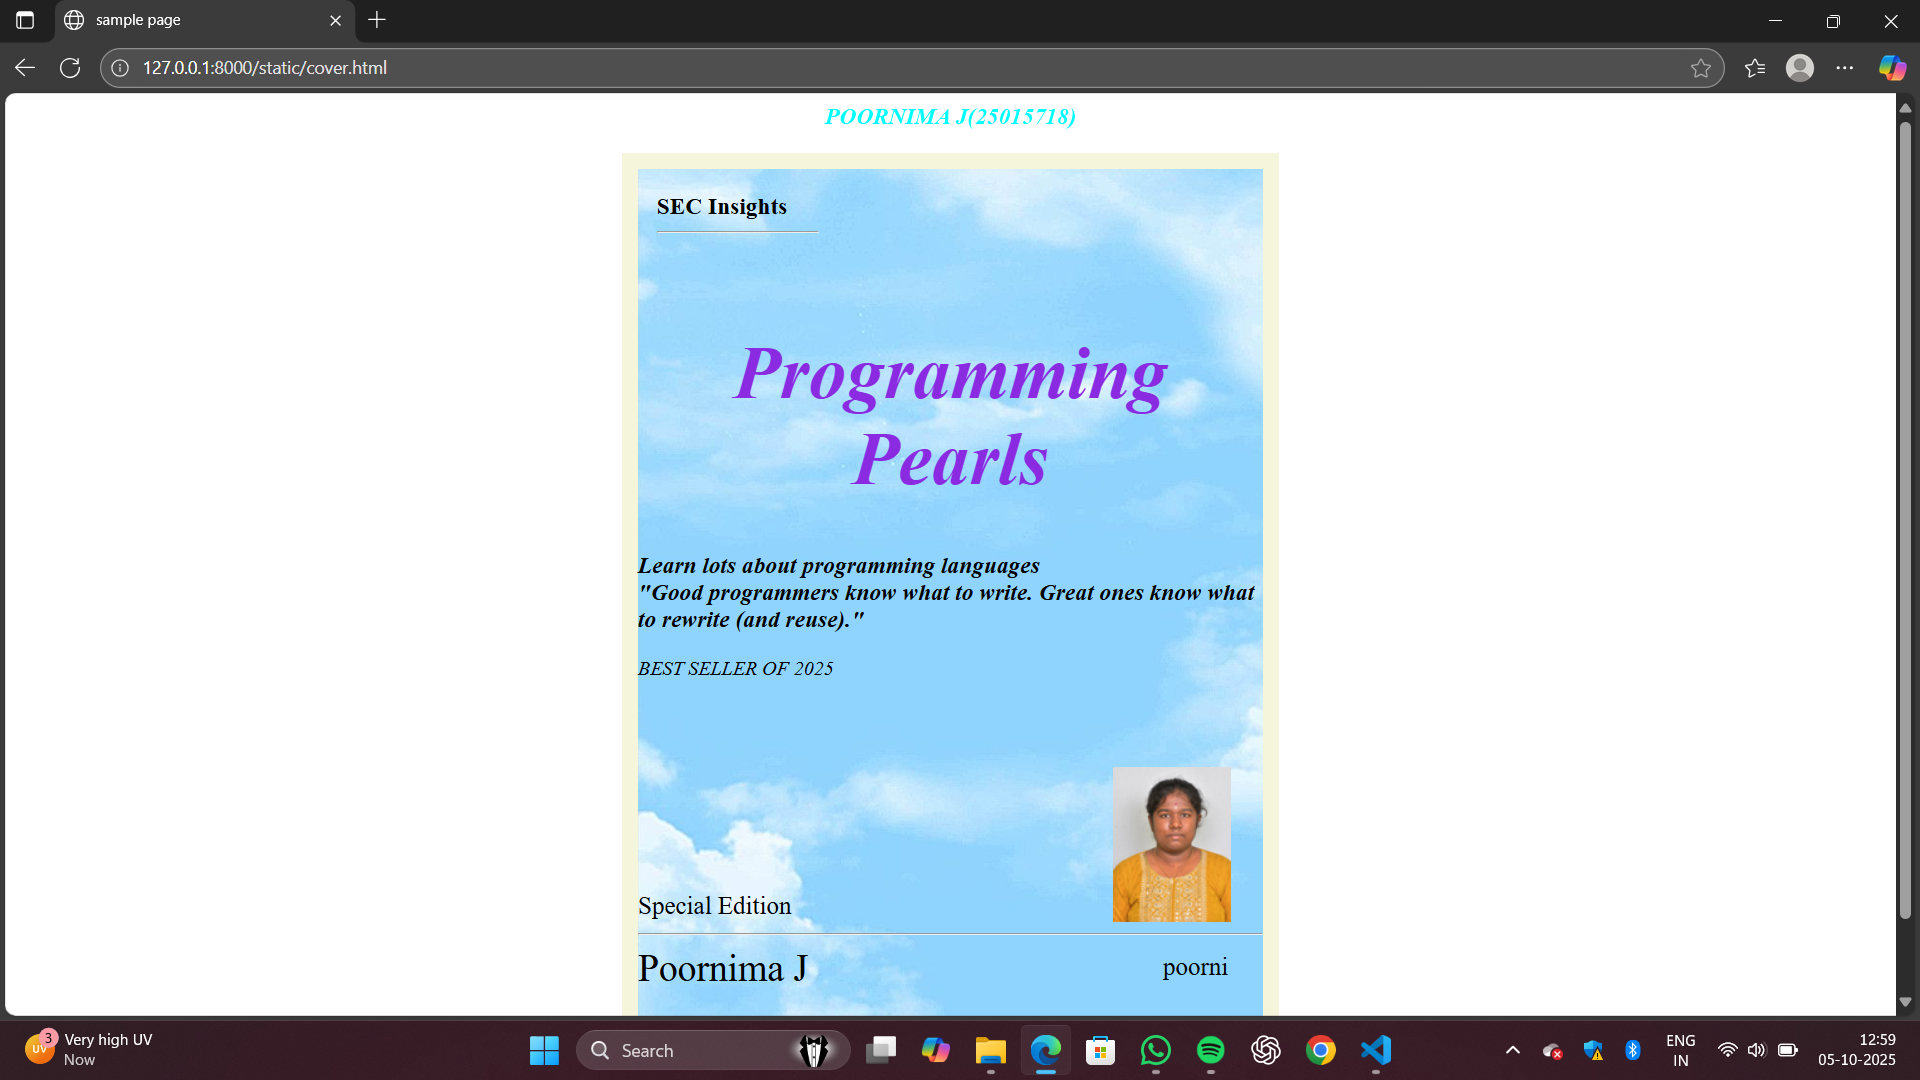 sample page
127.0.0.1:8000/static/cover.html
POORNIMA J(25015718)
SEC Insights
Programming
Pearls
Learn lots about programming languages
"Good programmers know what to write. Great ones know what
to rewrite (and reuse)."
BEST SELLER OF 2025
Special Edition
Poornima J
poorni
3
UV
Very high UV
Now
Search
ENG
IN
12:59
05-10-2025